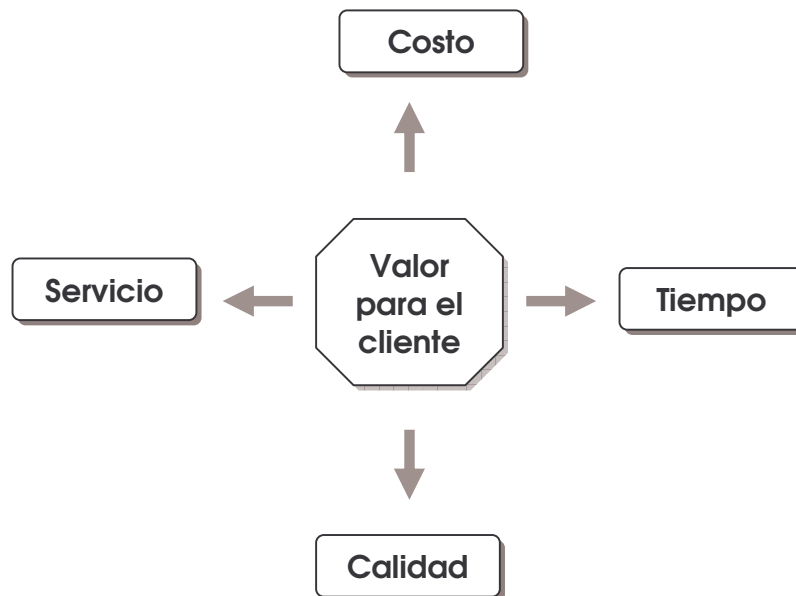 Costo
Servicio
Valor
para el
cliente
Tiempo
Calidad